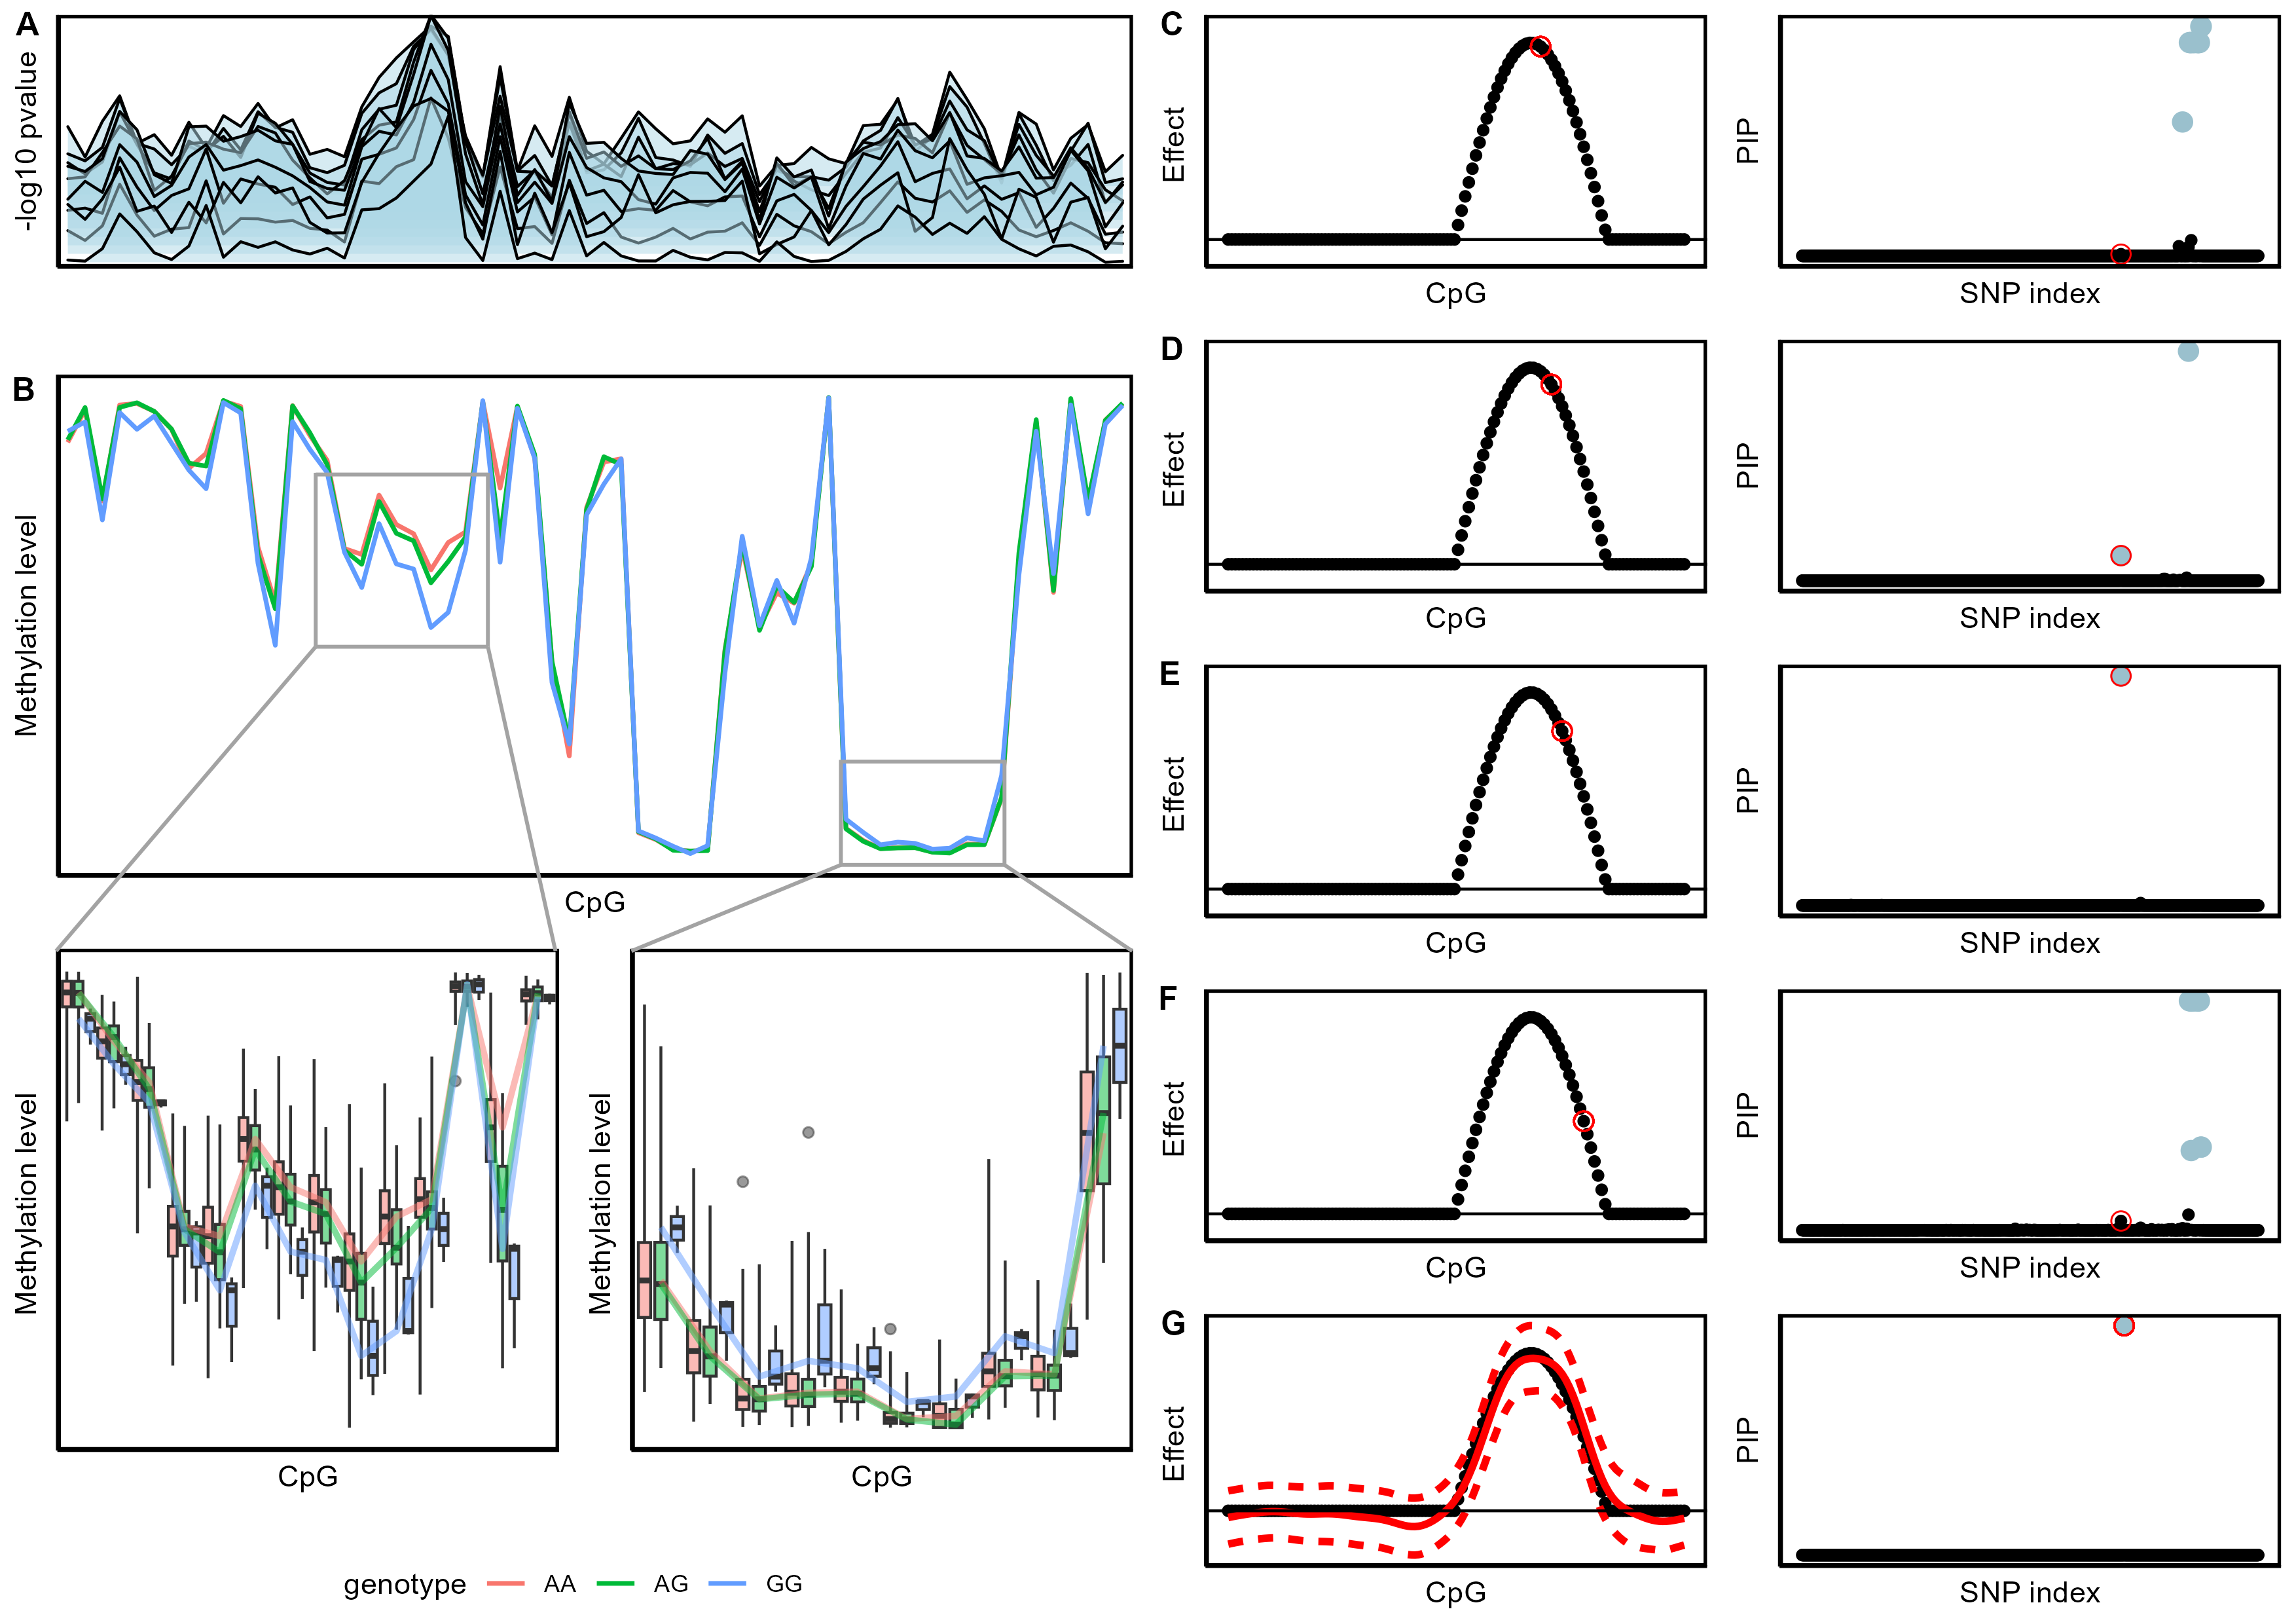 A
-log10 pvalue
B
Methylation level
CpG
Methylation level
CpG
Methylation level
CpG
genotype AA AG GG
C
Effect
CpG
PIP
SNP index
D
Effect
CpG
PIP
SNP index
E
Effect
CpG
PIP
SNP index
F
Effect
CpG
PIP
SNP index
G
Effect
CpG
PIP
SNP index